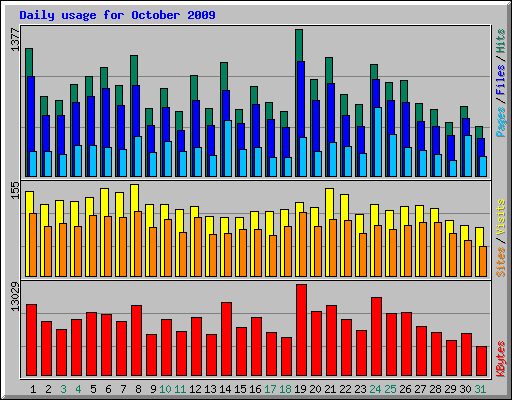 Daily usage for October 2009
1377
Pages / Files / Hits
155
Sites / Visits
13029
KBytes
1 2 3 4 5 6 7 8 9 10 11 12 13 14 15 16 17 18 19 20 21 22 23 24 25 26 27 28 29 30 31